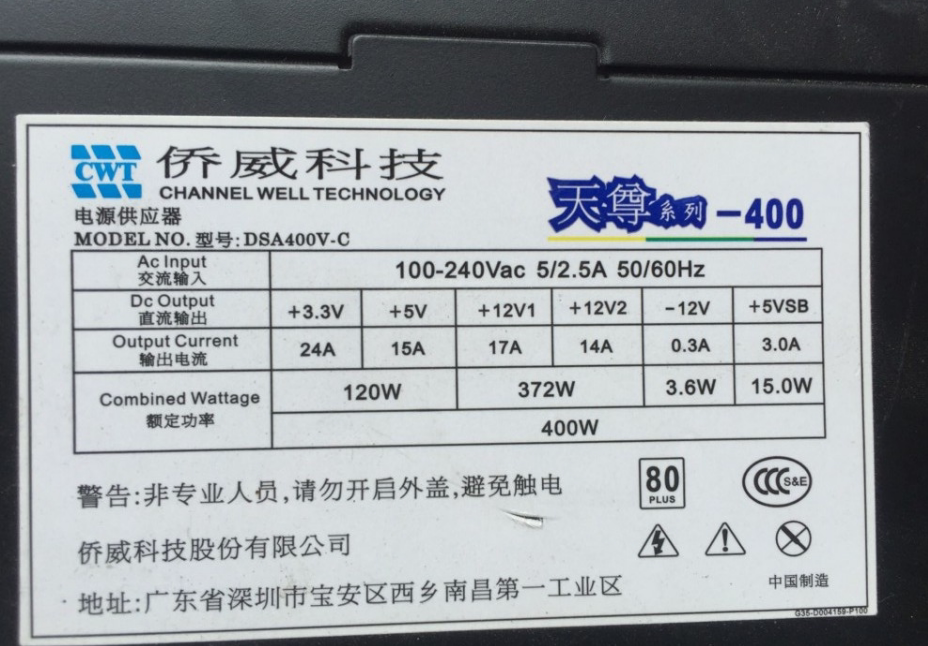 CWT 侨威科技
CHANNEL WELL TECHNOLOGY
电源供应器
MODEL NO. 型号: DSA400V-C
天尊系列-400
Ac Input 100-240Vac 5/2.5A 50/60Hz
交流输入
Dc Output +3.3V +5V +12V1 +12V2 -12V +5VSB
直流输出
Output Current 24A 15A 17A 14A 0.3A 3.0A
输出电流
Combined Wattage 120W 372W 3.6W 15.0W
额定功率 400W
警告:非专业人员,请勿开启外盖,避免触电
80
PLUS
CCC S&E
侨威科技股份有限公司
地址:广东省深圳市宝安区西乡南昌第一工业区
中国制造
G35-D004159-P100